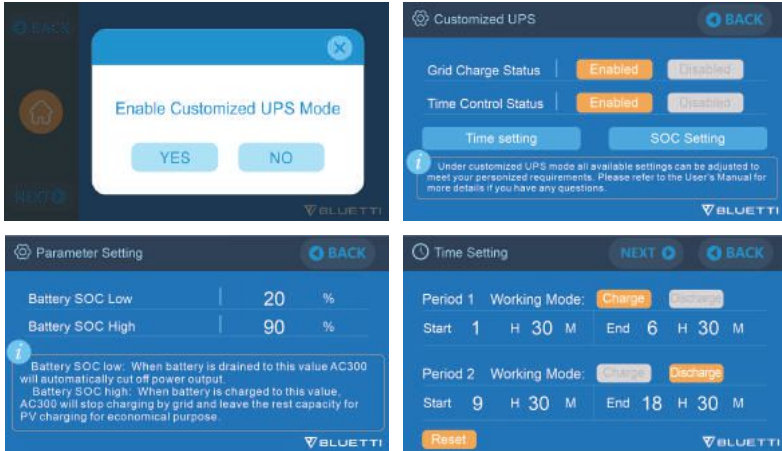 BACK
Enable Customized UPS Mode
YES NO
NEXT
BLUETTI
Customized UPS BACK
Grid Charge Status Enabled Disabled
Time Control Status Enabled Disabled
Time setting SOC Setting
Under customized UPS mode all available settings can be adjusted to
meet your personized requirements. Please refer to the User's Manual for
more details if you have any questions.
BLUETTI
Parameter Setting BACK
Battery SOC Low 20 %
Battery SOC High 90 %
Battery SOC low: When battery is drained to this value AC300
will automatically cut off power output.
Battery SOC high: When battery is charged to this value,
AC300 will stop charging by grid and leave the rest capacity for
PV charging for economical purpose.
BLUETTI
Time Setting NEXT BACK
Period 1 Working Mode: Charge Discharge
Start 1 H 30 M End 6 H 30 M
Period 2 Working Mode: Charge Discharge
Start 9 H 30 M End 18 H 30 M
Reset
BLUETTI